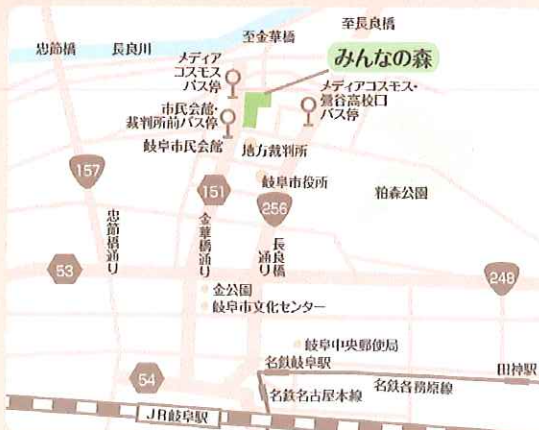 至長良橋
至金華橋
忠節橋
長良川
みんなの森
メディア
コスモス
バス停
メディアコスモス・
鶯谷高校口
バス停
市民会館・
裁判所前バス停
岐阜市民会館
地方裁判所
157
151
岐阜市役所
256
粕森公園
忠節橋通り
金華橋通り
長良橋
通り
53
248
金公園
岐阜市文化センター
岐阜中央郵便局
名鉄岐阜駅
田神駅
54
名鉄各務原線
名鉄名古屋本線
JR岐阜駅